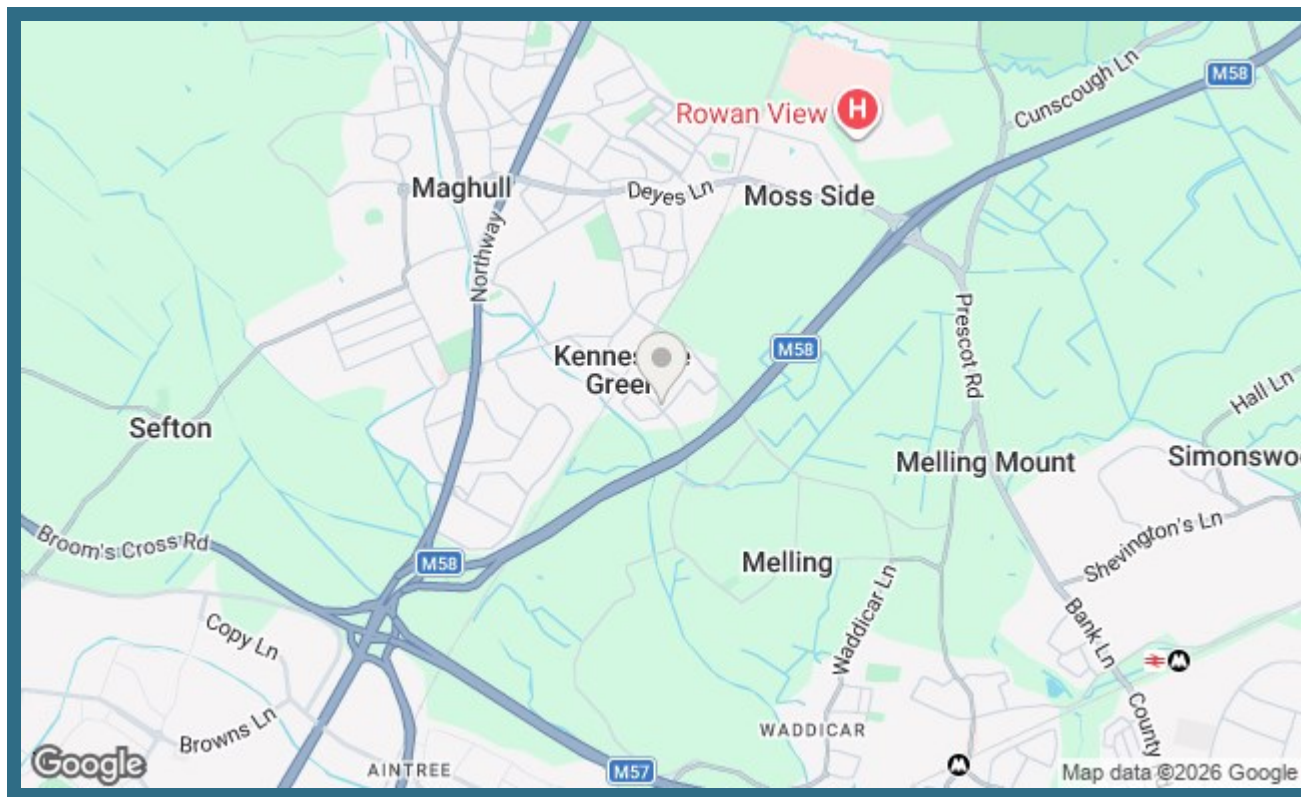 M58
Cunscough Ln
Rowan View
H
Maghull
Deyes Ln
Moss Side
Northway
Prescot Rd
M58
Green
Hall Ln
Sefton
Melling Mount
Broom's Cross Rd
Shevington's Ln
M58
Melling
Waddicar Ln
Copy Ln
Bank Ln
Browns Ln
WADDICAR
County
Google
AINTREE
M57
Map data ©2026 Google